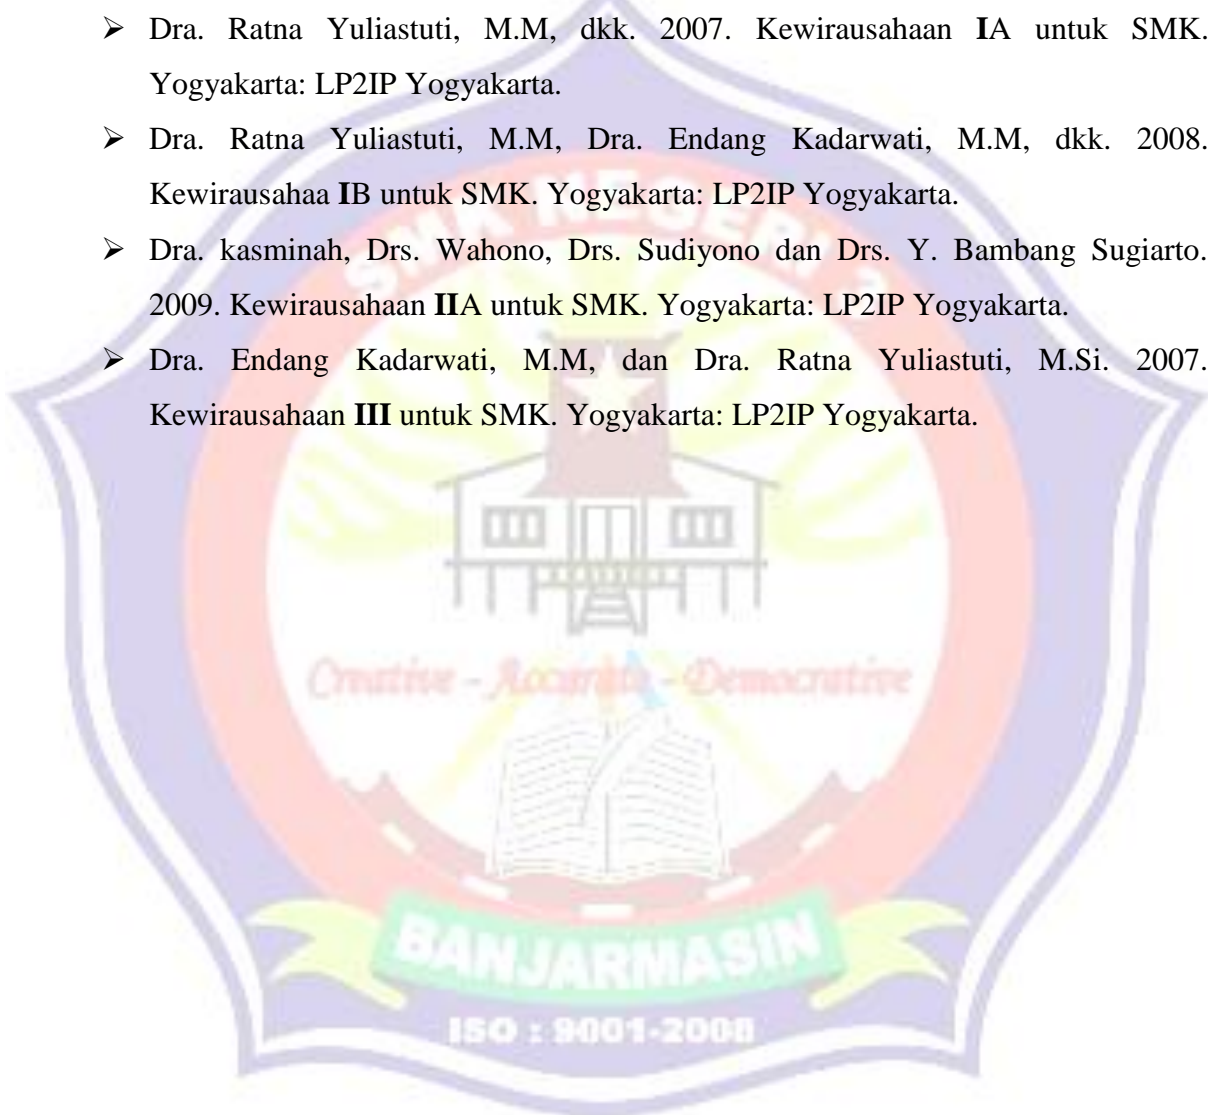 ➢ Dra. Ratna Yuliastuti, M.M, dkk. 2007. Kewirausahaan IA untuk SMK.
Yogyakarta: LP2IP Yogyakarta.
➢ Dra. Ratna Yuliastuti, M.M, Dra. Endang Kadarwati, M.M, dkk. 2008.
Kewirausahaa IB untuk SMK. Yogyakarta: LP2IP Yogyakarta.
➢ Dra. kasminah, Drs. Wahono, Drs. Sudiyono dan Drs. Y. Bambang Sugiarto.
2009. Kewirausahaan IIA untuk SMK. Yogyakarta: LP2IP Yogyakarta.
➢ Dra. Endang Kadarwati, M.M, dan Dra. Ratna Yuliastuti, M.Si. 2007.
Kewirausahaan III untuk SMK. Yogyakarta: LP2IP Yogyakarta.
SMA NEGERI
Creative - Accurate - Democrative
BANJARMASIN
ISO : 9001-2008